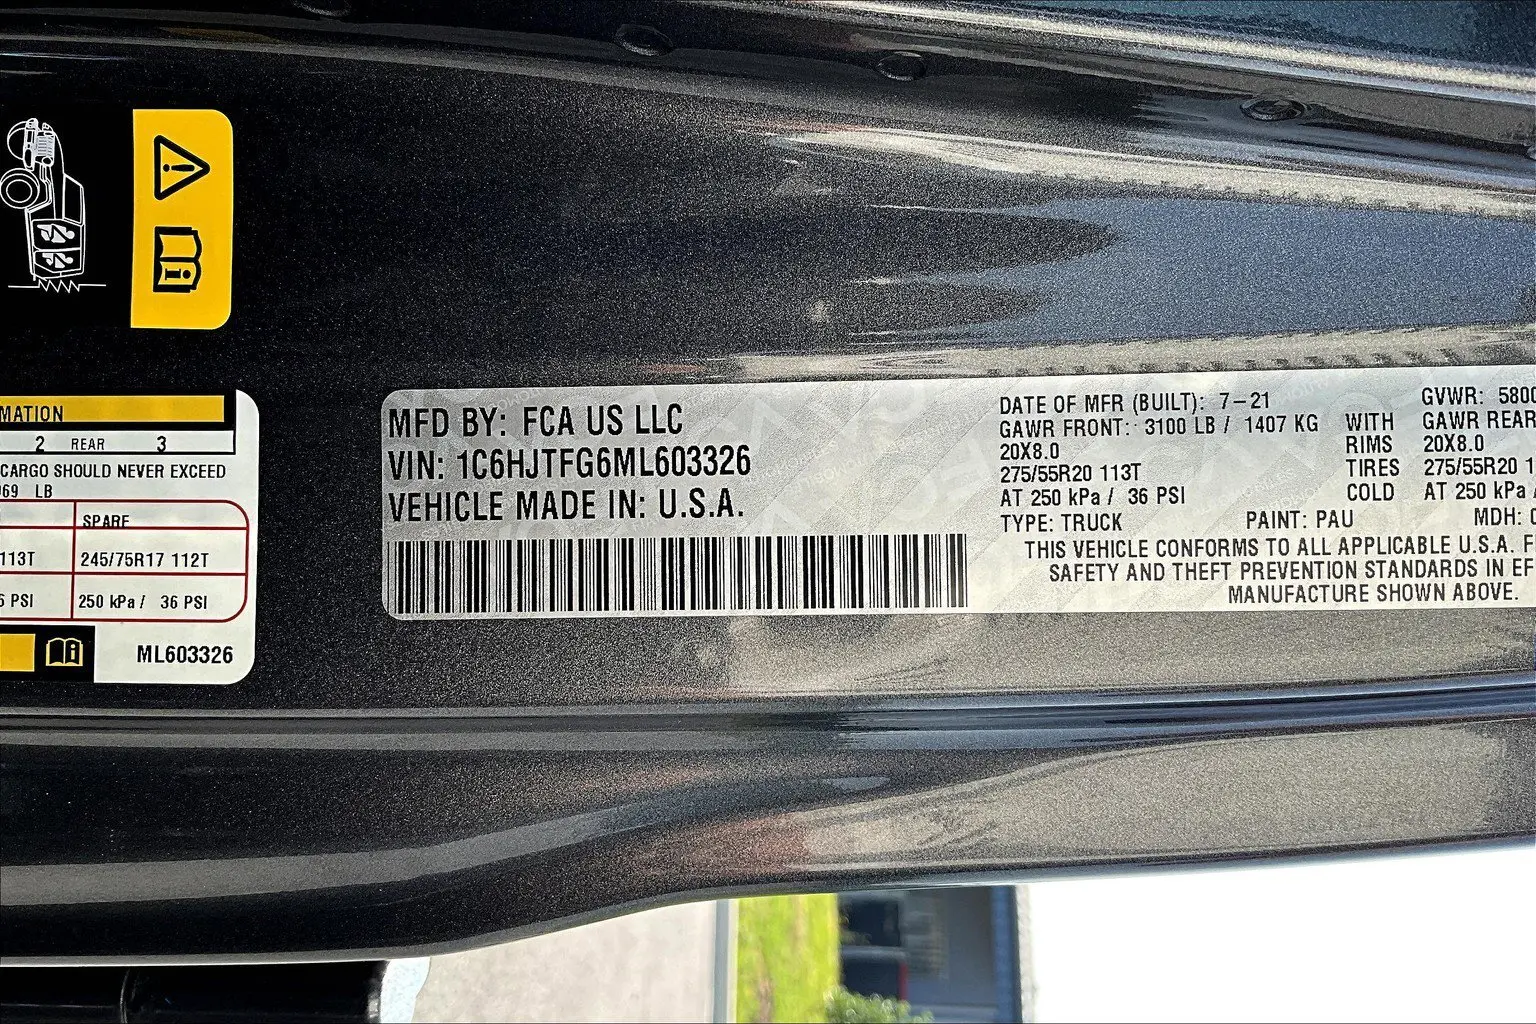 MATION
2 REAR 3
CARGO SHOULD NEVER EXCEED
69 LB
SPARE
113T 245/75R17 112T
PSI 250 kPa / 36 PSI
ML603326
MFD BY: FCA US LLC
VIN: 1C6HJTFG6ML603326
VEHICLE MADE IN: U.S.A.
DATE OF MFR (BUILT): 7-21 GVWR: 5800
GAWR FRONT: 3100 LB / 1407 KG WITH GAWR REAR
20X8.0 RIMS 20X8.0
275/55R20 113T TIRES 275/55R20 1
AT 250 kPa / 36 PSI COLD AT 250 kPa
TYPE: TRUCK PAINT: PAU MDH:
THIS VEHICLE CONFORMS TO ALL APPLICABLE U.S.A. F
SAFETY AND THEFT PREVENTION STANDARDS IN EF
MANUFACTURE SHOWN ABOVE.